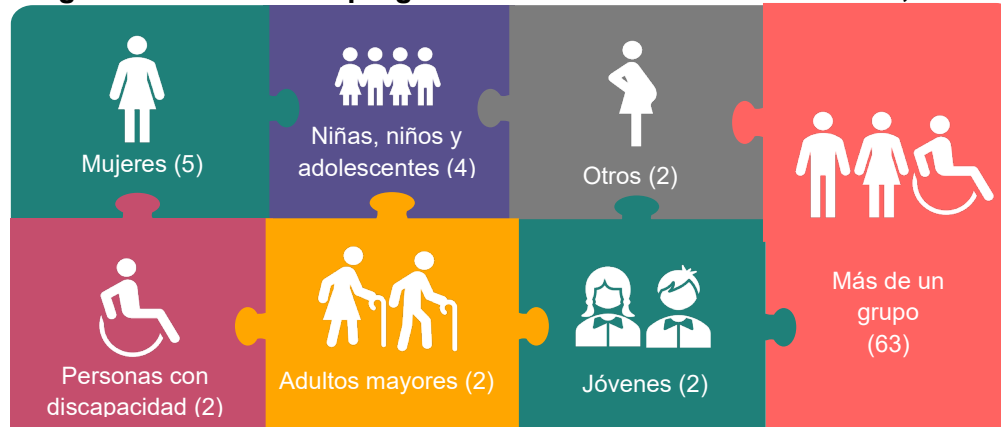 Mujeres (5)
Niñas, niños y
adolescentes (4)
Otros (2)
Más de un
grupo
(63)
Personas con
discapacidad (2)
Adultos mayores (2)
Jóvenes (2)